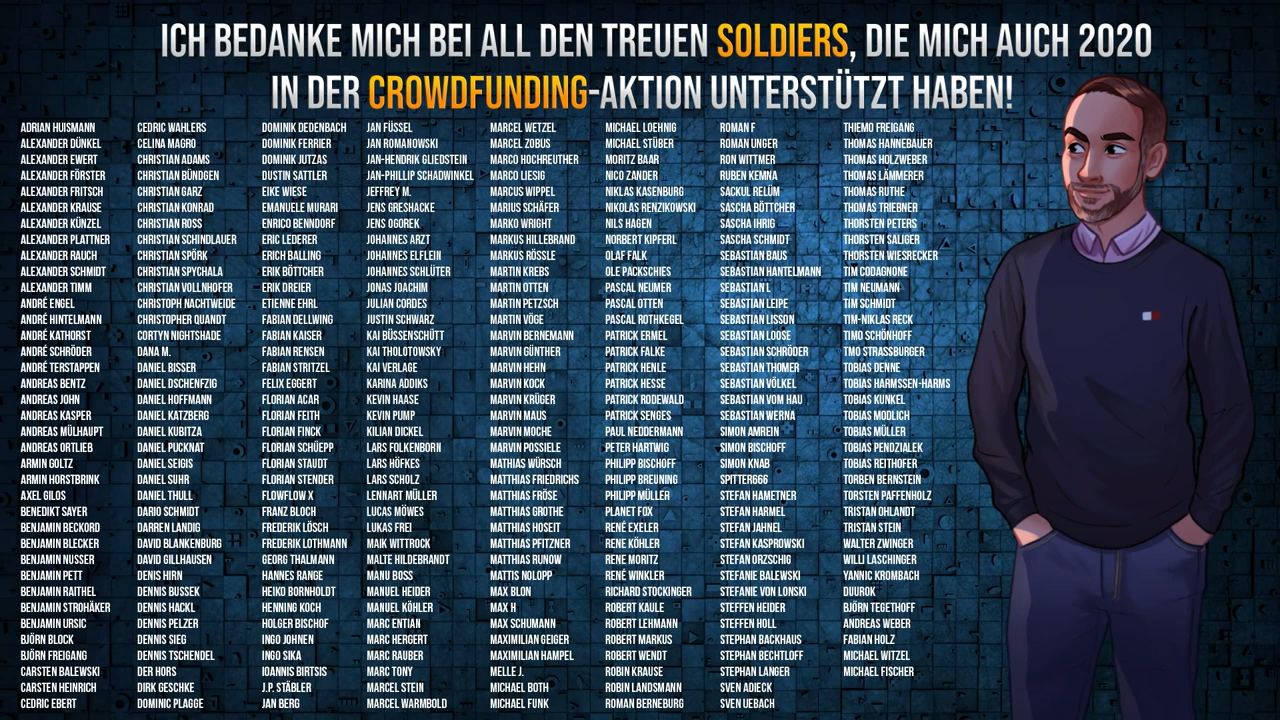 ICH BEDANKE MICH BEI ALL DEN TREUEN SOLDIERS, DIE MICH AUCH 2020
IN DER CROWDFUNDING-AKTION UNTERSTÜTZT HABEN!
ADRIAN HUISMANN
ALEXANDER DÜNKEL
ALEXANDER EWERT
ALEXANDER FÖRSTER
ALEXANDER FRITSCH
ALEXANDER KRAUSE
ALEXANDER KÜNZEL
ALEXANDER PLATTNER
ALEXANDER RAUCH
ALEXANDER SCHMIDT
ALEXANDER TIMM
ANDRÉ ENGEL
ANDRÉ HINTELMANN
ANDRÉ KATHORST
ANDRÉ SCHRÖDER
ANDRÉ TERSTAPPEN
ANDREAS BENTZ
ANDREAS JOHN
ANDREAS KASPER
ANDREAS MÜLHAUPT
ANDREAS ORTLIEB
ARMIN GOLTZ
ARMIN HORSTBRINK
AXEL GILOS
BENEDIKT SAYER
BENJAMIN BECKORD
BENJAMIN BLECKER
BENJAMIN NUSSER
BENJAMIN PETT
BENJAMIN RAITHEL
BENJAMIN STROHÄKER
BENJAMIN URSIC
BJÖRN BLOCK
BJÖRN FREIGANG
CARSTEN BALEWSKI
CARSTEN HEINRICH
CEDRIC EBERT
CEDRIC WAHLERS
CELINA MAGRO
CHRISTIAN ADAMS
CHRISTIAN BÜNDGEN
CHRISTIAN GARZ
CHRISTIAN KONRAD
CHRISTIAN ROSS
CHRISTIAN SCHINDLAUER
CHRISTIAN SPÖRK
CHRISTIAN SPYCHALA
CHRISTIAN VOLLNHOFER
CHRISTOPH NACHTWEIDE
CHRISTOPHER QUANDT
CORTYN NIGHTSHADE
DANA M.
DANIEL BISSER
DANIEL DSCHENFZIG
DANIEL HOFFMANN
DANIEL KATZBERG
DANIEL KUBITZA
DANIEL PUCKNAT
DANIEL SEIGIS
DANIEL SUHR
DANIEL THULL
DARIO SCHMIDT
DARREN LANDIG
DAVID BLANKENBURG
DAVID GILLHAUSEN
DENIS HIRN
DENNIS BUSSEK
DENNIS HACKL
DENNIS PELZER
DENNIS SIEG
DENNIS TSCHENDEL
DER HORS
DIRK GESCHKE
DOMINIC PLAGGE
DOMINIK DEDENBACH
DOMINIK FERRIER
DOMINIK JUTZAS
DUSTIN SATTLER
EIKE WIESE
EMANUELE MURARI
ENRICO BENNDORF
ERIC LEDERER
ERICH BALLING
ERIK BÖTTCHER
ERIK DREIER
ETIENNE EHRL
FABIAN DELLWING
FABIAN KAISER
FABIAN RENSEN
FABIAN STRITZEL
FELIX EGGERT
FLORIAN ACAR
FLORIAN FEITH
FLORIAN FINCK
FLORIAN SCHÜEPP
FLORIAN STAUDT
FLORIAN STENDER
FLOWFLOW X
FRANZ BLOCH
FREDERIK LÖSCH
FREDERIK LOTHMANN
GEORG THALMANN
HANNES RANGE
HEIKO BORNHOLDT
HENNING KOCH
HOLGER BISCHOF
INGO JOHNEN
INGO SIKA
IOANNIS BIRTSIS
J.P. STÄBLER
JAN BERG
JAN FÜSSEL
JAN ROMANOWSKI
JAN-HENDRIK GLIEDSTEIN
JAN-PHILLIP SCHADWINKEL
JEFFREY M.
JENS GRESHACKE
JENS OGOREK
JOHANNES ARZT
JOHANNES ELFLEIN
JOHANNES SCHLÜTER
JONAS JOACHIM
JULIAN CORDES
JUSTIN SCHWARZ
KAI BÜSSENSCHÜTT
KAI THOLOTOWSKY
KAI VERLAGE
KARINA ADDIKS
KEVIN HAASE
KEVIN PUMP
KILIAN DICKEL
LARS FOLKENBORN
LARS HÖFKES
LARS SCHOLZ
LENNART MÜLLER
LUCAS MÖWES
LUKAS FREI
MAIK WITTROCK
MALTE HILDEBRANDT
MANU BOSS
MANUEL HEIDER
MANUEL KÖHLER
MARC ENTIAN
MARC HERGERT
MARC RAUBER
MARC TONY
MARCEL STEIN
MARCEL WARMBOLD
MARCEL WETZEL
MARCEL ZOBUS
MARCO HOCHREUTHER
MARCO LIESIG
MARCUS WIPPEL
MARIUS SCHÄFER
MARKO WRIGHT
MARKUS HILLEBRAND
MARKUS RÖSSLE
MARTIN KREBS
MARTIN OTTEN
MARTIN PETZSCH
MARTIN VÖGE
MARVIN BERNEMANN
MARVIN GÜNTHER
MARVIN HEHN
MARVIN KOCK
MARVIN KRÜGER
MARVIN MAUS
MARVIN MOCHE
MARVIN POSSIELE
MATHIAS WÜRSCH
MATTHIAS FRIEDRICHS
MATTHIAS FRÖSE
MATTHIAS GROTHE
MATTHIAS HOSEIT
MATTHIAS PFITZNER
MATTHIAS RUNOW
MATTIS NOLOPP
MAX BLON
MAX H
MAX SCHUMANN
MAXIMILIAN GEIGER
MAXIMILIAN HAMPEL
MELLE J.
MICHAEL BOTH
MICHAEL FUNK
MICHAEL LOEHNIG
MICHAEL STÜBER
MORITZ BAAR
NICO ZANDER
NIKLAS KASENBURG
NIKOLAS RENZIKOWSKI
NILS HAGEN
NORBERT KIPFERL
OLAF FALK
OLE PACKSCHIES
PASCAL NEUMER
PASCAL OTTEN
PASCAL ROTHKEGEL
PATRICK ERMEL
PATRICK FALKE
PATRICK HENLE
PATRICK HESSE
PATRICK RODEWALD
PATRICK SENGES
PAUL NEDDERMANN
PETER HARTWIG
PHILIPP BISCHOFF
PHILIPP BREUNING
PHILIPP MÜLLER
PLANET FOX
RENÉ EXELER
RENE KÖHLER
RENE MORITZ
RENÉ WINKLER
RICHARD STOCKINGER
ROBERT KAULE
ROBERT LEHMANN
ROBERT MARKUS
ROBERT WENDT
ROBIN KRAUSE
ROBIN LANDSMANN
ROMAN BERNEBURG
ROMAN F
ROMAN UNGER
RON WITTMER
RUBEN KEMNA
SACKUL RELÜM
SASCHA BÖTTCHER
SASCHA IHRIG
SASCHA SCHMIDT
SEBASTIAN BAUS
SEBASTIAN HANTELMANN
SEBASTIAN L
SEBASTIAN LEIPE
SEBASTIAN LISSON
SEBASTIAN LOOSE
SEBASTIAN SCHRÖDER
SEBASTIAN THOMER
SEBASTIAN VÖLKEL
SEBASTIAN VOM HAU
SEBASTIAN WERNA
SIMON AMREIN
SIMON BISCHOFF
SIMON KNAB
SPITTER666
STEFAN HAMETNER
STEFAN HARMEL
STEFAN JAHNEL
STEFAN KASPROWSKI
STEFAN ORZSCHIG
STEFANIE BALEWSKI
STEFANIE VON LONSKI
STEFFEN HEIDER
STEFFEN HOLL
STEPHAN BACKHAUS
STEPHAN BECHTLOFF
STEPHAN LANGER
SVEN ADIECK
SVEN UEBACH
THIEMO FREIGANG
THOMAS HANNEBAUER
THOMAS HOLZWEBER
THOMAS LÄMMERER
THOMAS RUTHE
THOMAS TRIEBNER
THORSTEN PETERS
THORSTEN SALIGER
THORSTEN WIESRECKER
TIM CODAGNONE
TIM NEUMANN
TIM SCHMIDT
TIM-NIKLAS RECK
TIMO SCHÖNHOFF
TMO STRASSBURGER
TOBIAS DENNE
TOBIAS HARMSSEN-HARMS
TOBIAS KUNKEL
TOBIAS MODLICH
TOBIAS MÜLLER
TOBIAS PENDZIALEK
TOBIAS REITHOFER
TORBEN BERNSTEIN
TORSTEN PAFFENHOLZ
TRISTAN OHLANDT
TRISTAN STEIN
WALTER ZWINGER
WILLI LASCHINGER
YANNIC KROMBACH
DUUROK
BJÖRN TEGETHOFF
ANDREAS WEBER
FABIAN HOLZ
MICHAEL WITZEL
MICHAEL FISCHER